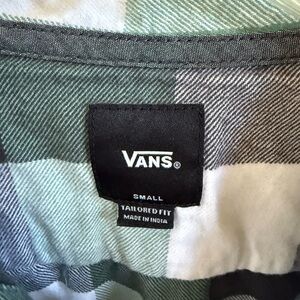 VANS®
SMALL
TAILORED FIT
MADE IN INDIA